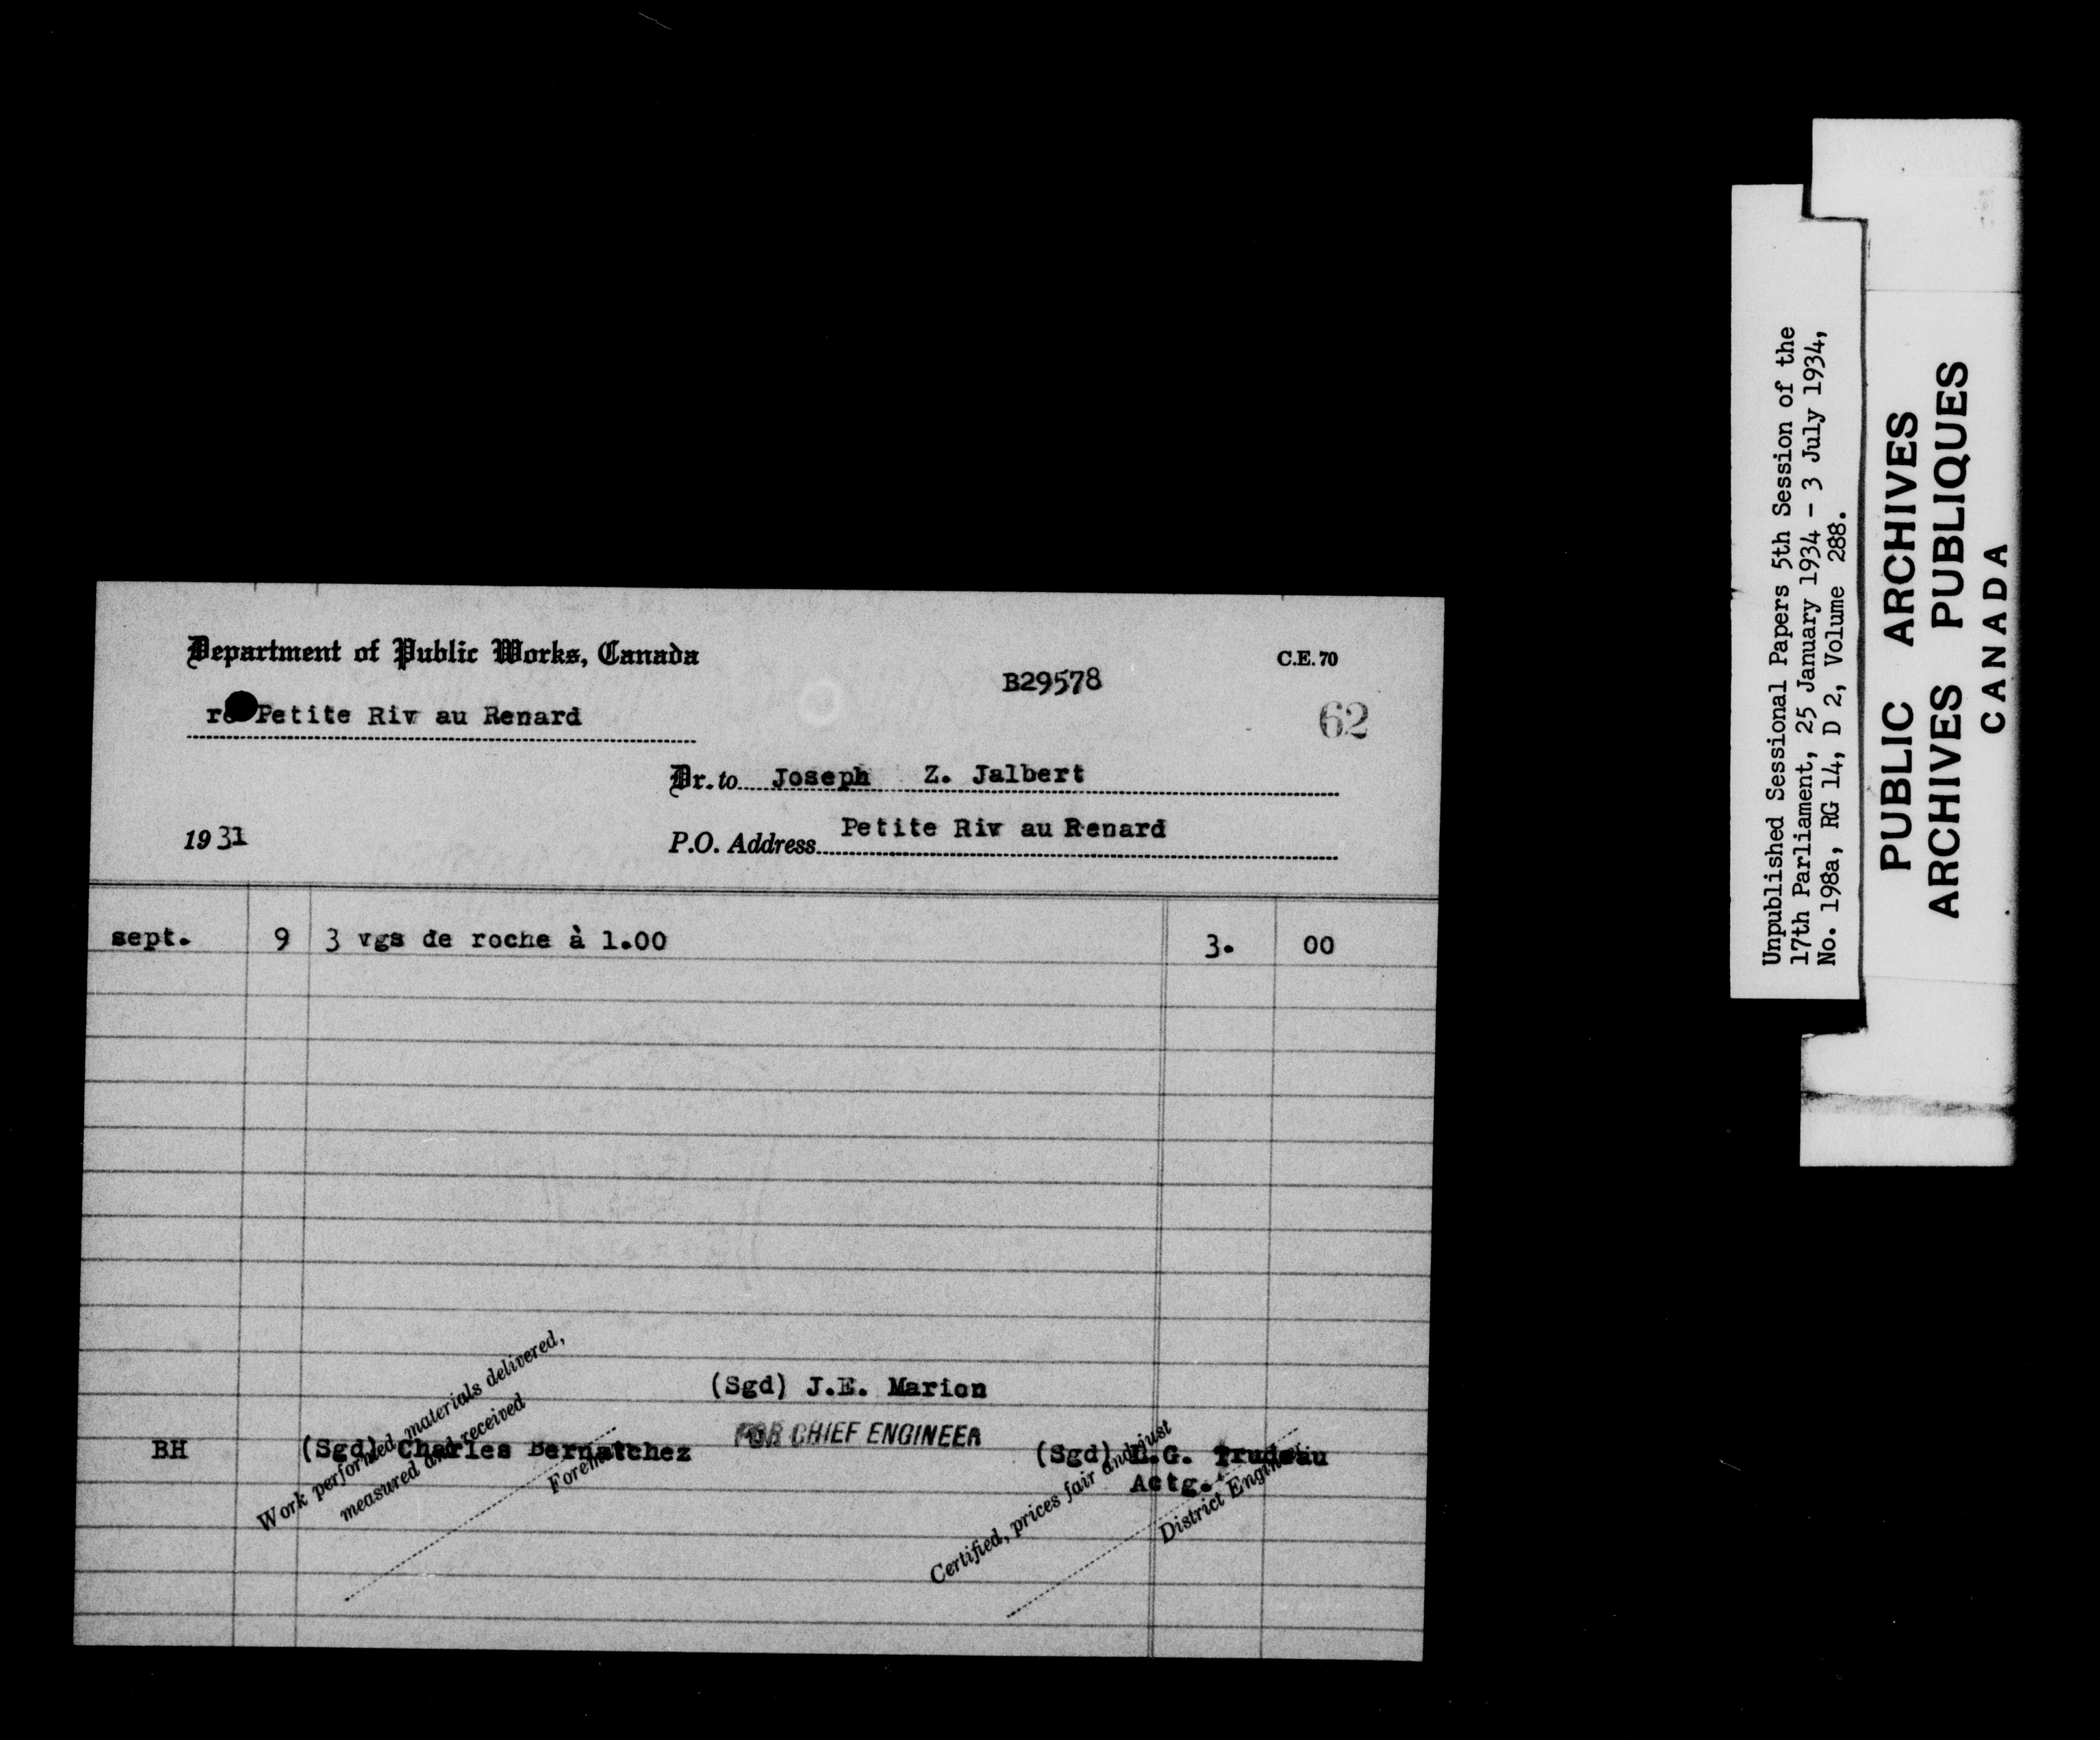 Department of Public Works, Canada
C.E. 70
B29578
re Petite Riv au Renard
62
Dr. to Joseph Z. Jalbert
1931
P.O. Address Petite Riv au Renard
sept. 9 3 vgs de roche à 1.00 3. 00
Work performed, materials delivered,
measured and received
(Sgd) J.E. Marion
FOR CHIEF ENGINEER
BH
(Sgd) Charles Bernatchez
Foreman
Certified, prices fair and just
(Sgd) E.G. Trudeau
Actg.
District Engineer
Unpublished Sessional Papers 5th Session of the
17th Parliament, 25 January 1934 - 3 July 1934,
No. 198a, RG 14, D 2, Volume 288.
PUBLIC ARCHIVES
ARCHIVES PUBLIQUES
CANADA